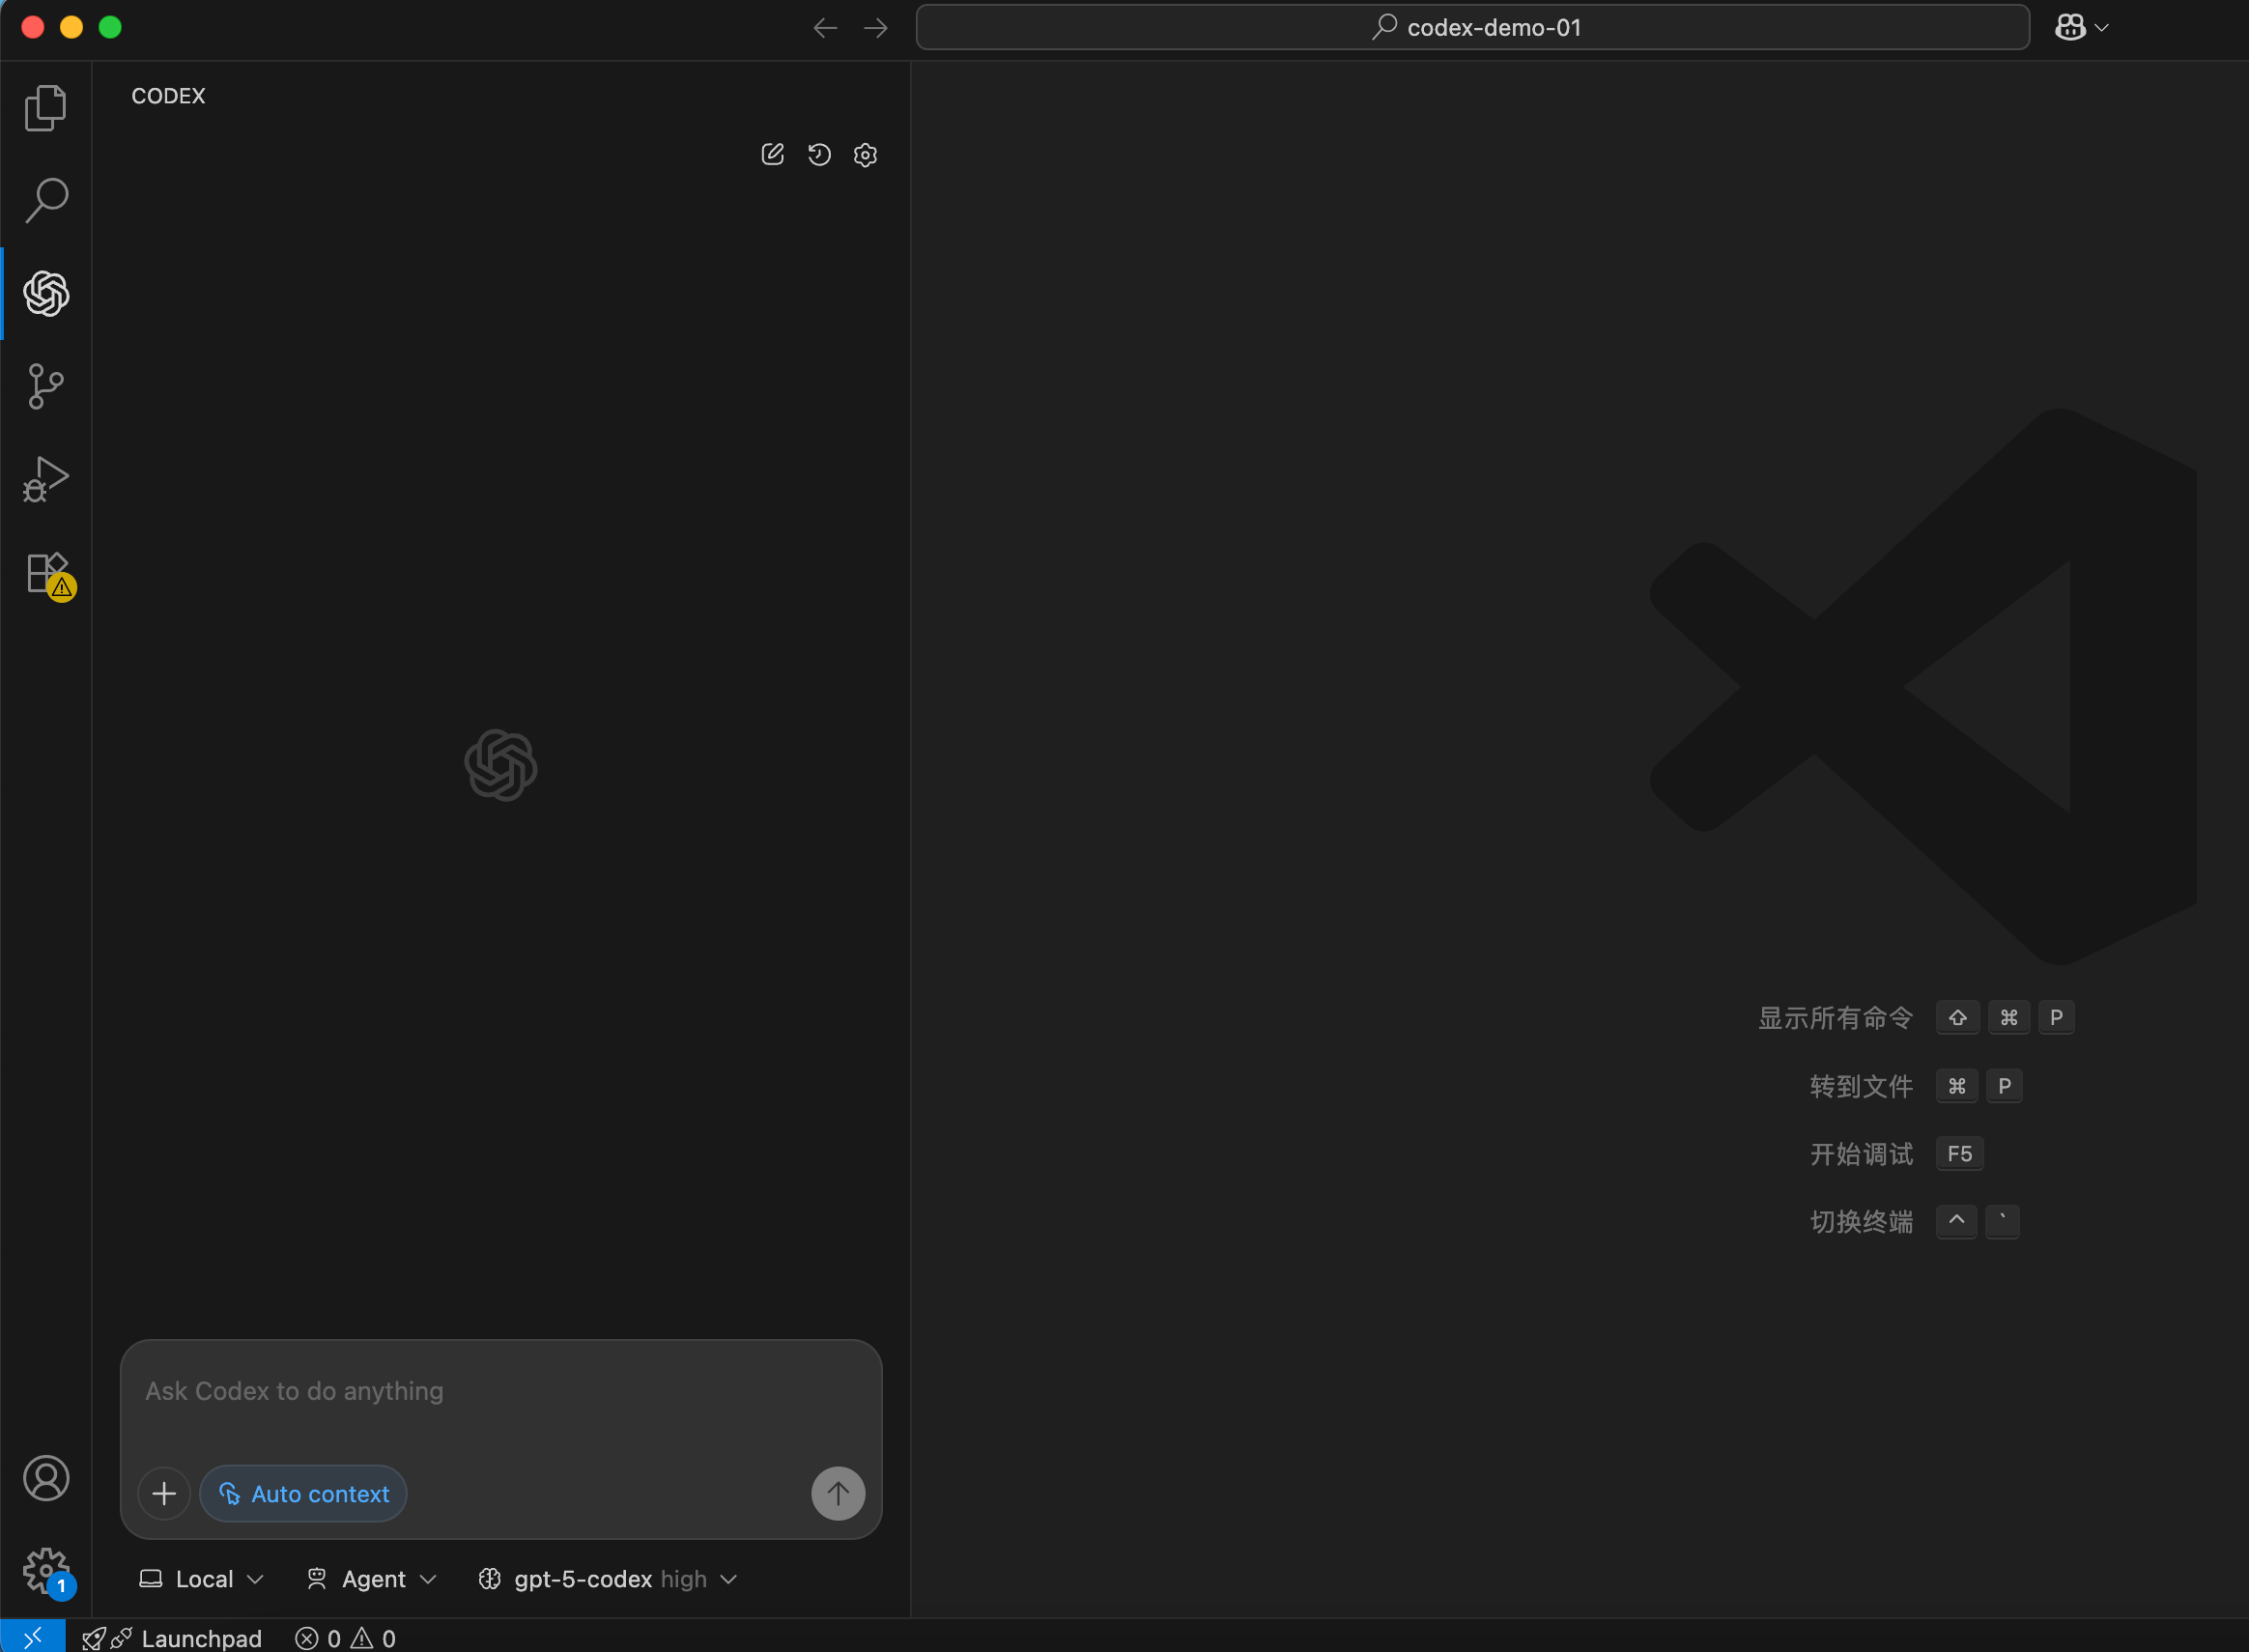 codex-demo-01
CODEX
显示所有命令 ⇧ ⌘ P
转到文件 ⌘ P
开始调试 F5
切换终端 ^ `
Ask Codex to do anything
Auto context
Local Agent gpt-5-codex high
1
Launchpad 0 0